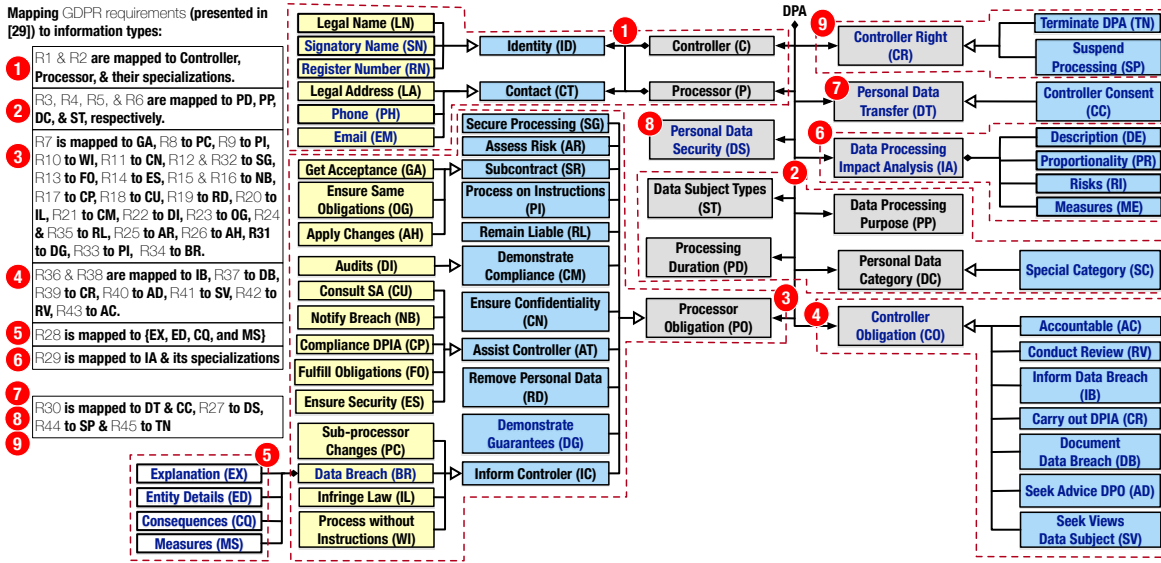 Mapping GDPR requirements (presented in
[29]) to information types:
1
R1 & R2 are mapped to Controller,
Processor, & their specializations.
2
R3, R4, R5, & R6 are mapped to PD, PP,
DC, & ST, respectively.
3
R7 is mapped to GA, R8 to PC, R9 to PI,
R10 to WI, R11 to CN, R12 & R32 to SG,
R13 to FO, R14 to ES, R15 & R16 to NB,
R17 to CP, R18 to CU, R19 to RD, R20 to
IL, R21 to CM, R22 to DI, R23 to OG, R24
& R35 to RL, R25 to AR, R26 to AH, R31
to DG, R33 to PI, R34 to BR.
4
R36 & R38 are mapped to IB, R37 to DB,
R39 to CR, R40 to AD, R41 to SV, R42 to
RV, R43 to AC.
5
R28 is mapped to {EX, ED, CQ, and MS}
6
R29 is mapped to IA & its specializations
7
8
9
R30 is mapped to DT & CC, R27 to DS,
R44 to SP & R45 to TN
Legal Name (LN)
Signatory Name (SN)
Register Number (RN)
Legal Address (LA)
Phone (PH)
Email (EM)
Identity (ID)
Contact (CT)
1
Controller (C)
Processor (P)
DPA
9
Controller Right
(CR)
Terminate DPA (TN)
Suspend
Processing (SP)
7
Personal Data
Transfer (DT)
Controller Consent
(CC)
8
Personal Data
Security (DS)
6
Data Processing
Impact Analysis (IA)
Description (DE)
Proportionality (PR)
Risks (RI)
Measures (ME)
2
Data Subject Types
(ST)
Data Processing
Purpose (PP)
Processing
Duration (PD)
Personal Data
Category (DC)
Special Category (SC)
3
Processor
Obligation (PO)
4
Controller
Obligation (CO)
Accountable (AC)
Conduct Review (RV)
Inform Data Breach
(IB)
Carry out DPIA (CR)
Document
Data Breach (DB)
Seek Advice DPO (AD)
Seek Views
Data Subject (SV)
Secure Processing (SG)
Assess Risk (AR)
Subcontract (SR)
Process on Instructions
(PI)
Remain Liable (RL)
Demonstrate
Compliance (CM)
Ensure Confidentiality
(CN)
Assist Controller (AT)
Remove Personal Data
(RD)
Demonstrate
Guarantees (DG)
Inform Controler (IC)
Get Acceptance (GA)
Ensure Same
Obligations (OG)
Apply Changes (AH)
Audits (DI)
Consult SA (CU)
Notify Breach (NB)
Compliance DPIA (CP)
Fulfill Obligations (FO)
Ensure Security (ES)
Sub-processor
Changes (PC)
Data Breach (BR)
Infringe Law (IL)
Process without
Instructions (WI)
5
Explanation (EX)
Entity Details (ED)
Consequences (CQ)
Measures (MS)